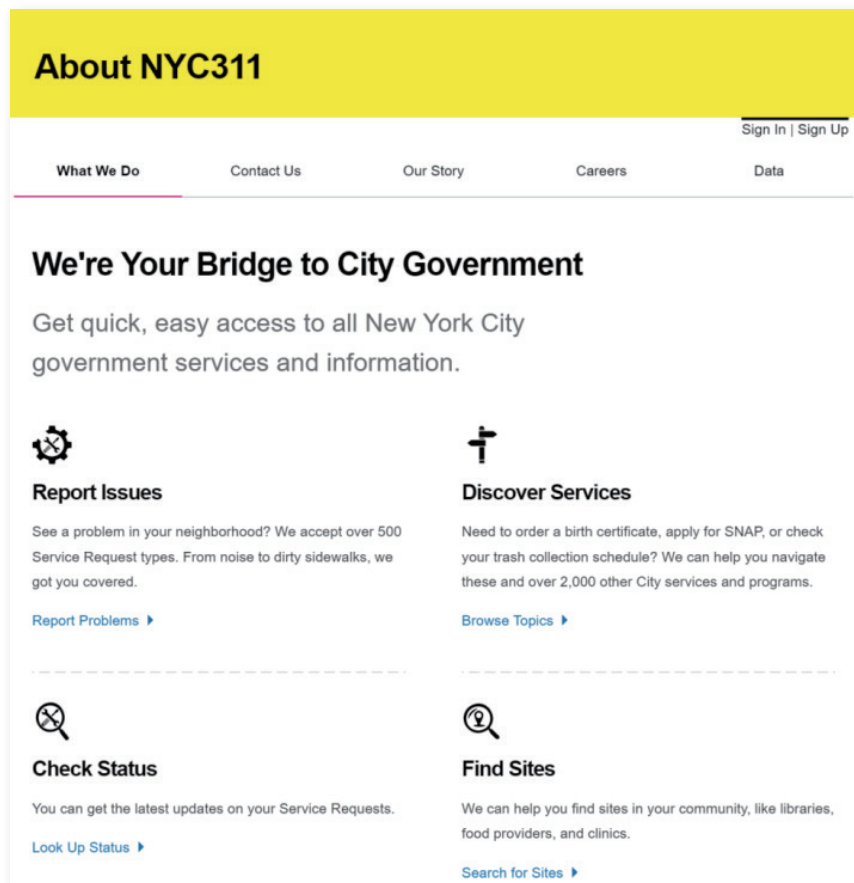 About NYC311
Sign In | Sign Up
What We Do
Contact Us
Our Story
Careers
Data
We're Your Bridge to City Government
Get quick, easy access to all New York City
government services and information.
Report Issues
See a problem in your neighborhood? We accept over 500
Service Request types. From noise to dirty sidewalks, we
got you covered.
Report Problems
Discover Services
Need to order a birth certificate, apply for SNAP, or check
your trash collection schedule? We can help you navigate
these and over 2,000 other City services and programs.
Browse Topics
Check Status
You can get the latest updates on your Service Requests.
Look Up Status
Find Sites
We can help you find sites in your community, like libraries,
food providers, and clinics.
Search for Sites